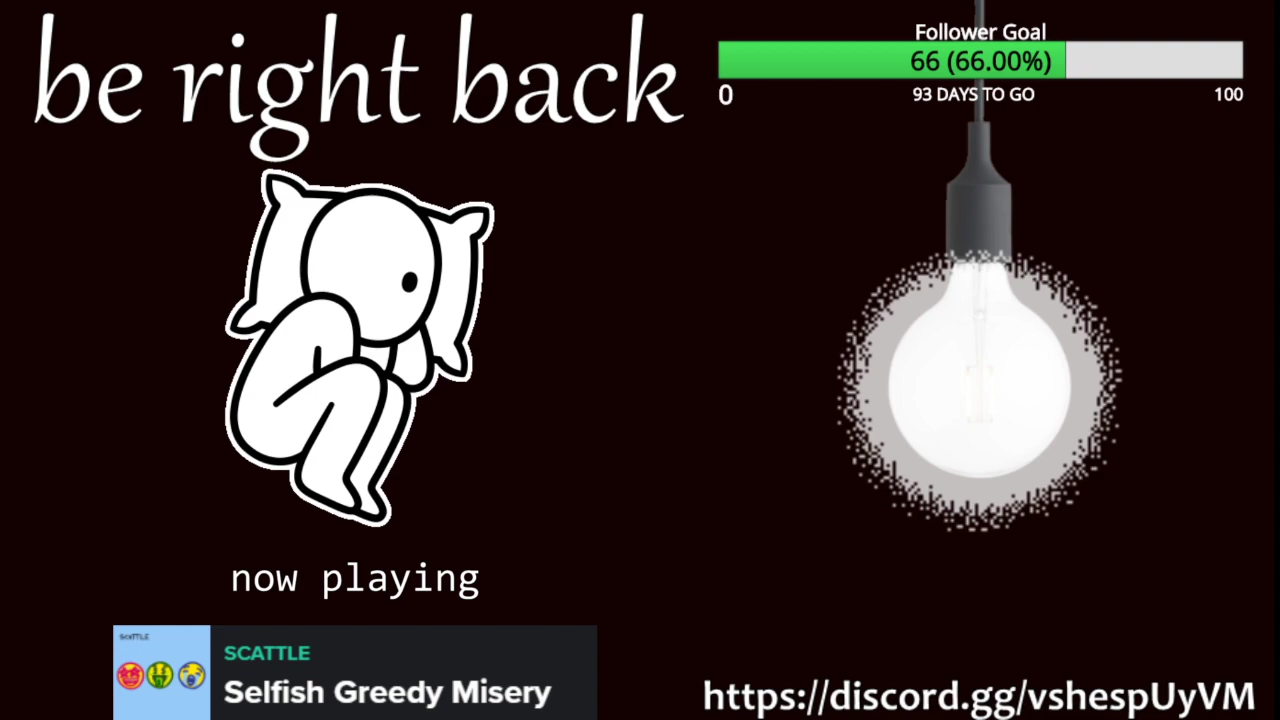 be right back
Follower Goal
66 (66.00%)
0
93 DAYS TO GO
100
now playing
ScaTTLE
SCATTLE
Selfish Greedy Misery
https://discord.gg/vshespUyVM